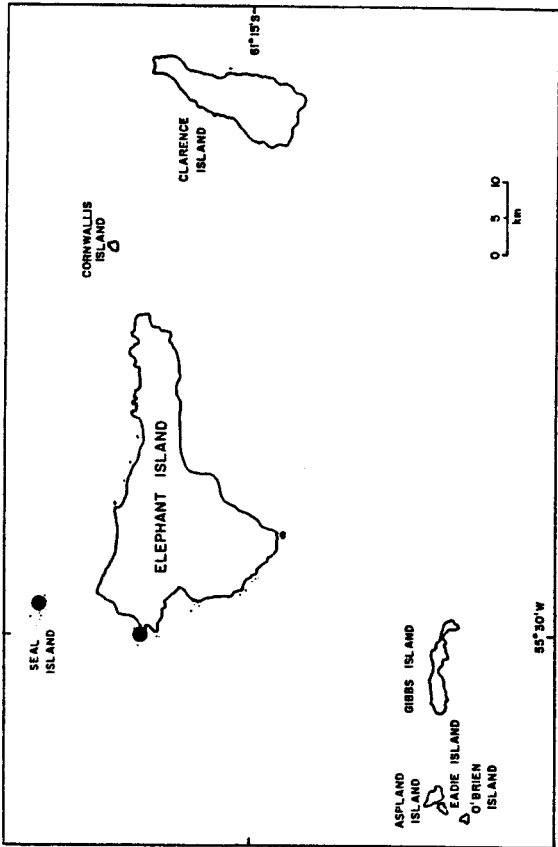 SEAL
ISLAND
ELEPHANT ISLAND
CORNWALLIS
ISLAND
CLARENCE
ISLAND
61°15'S
0 5 10
km
ASPLAND
ISLAND
EADIE ISLAND
O'BRIEN
ISLAND
GIBBS ISLAND
55°30'W